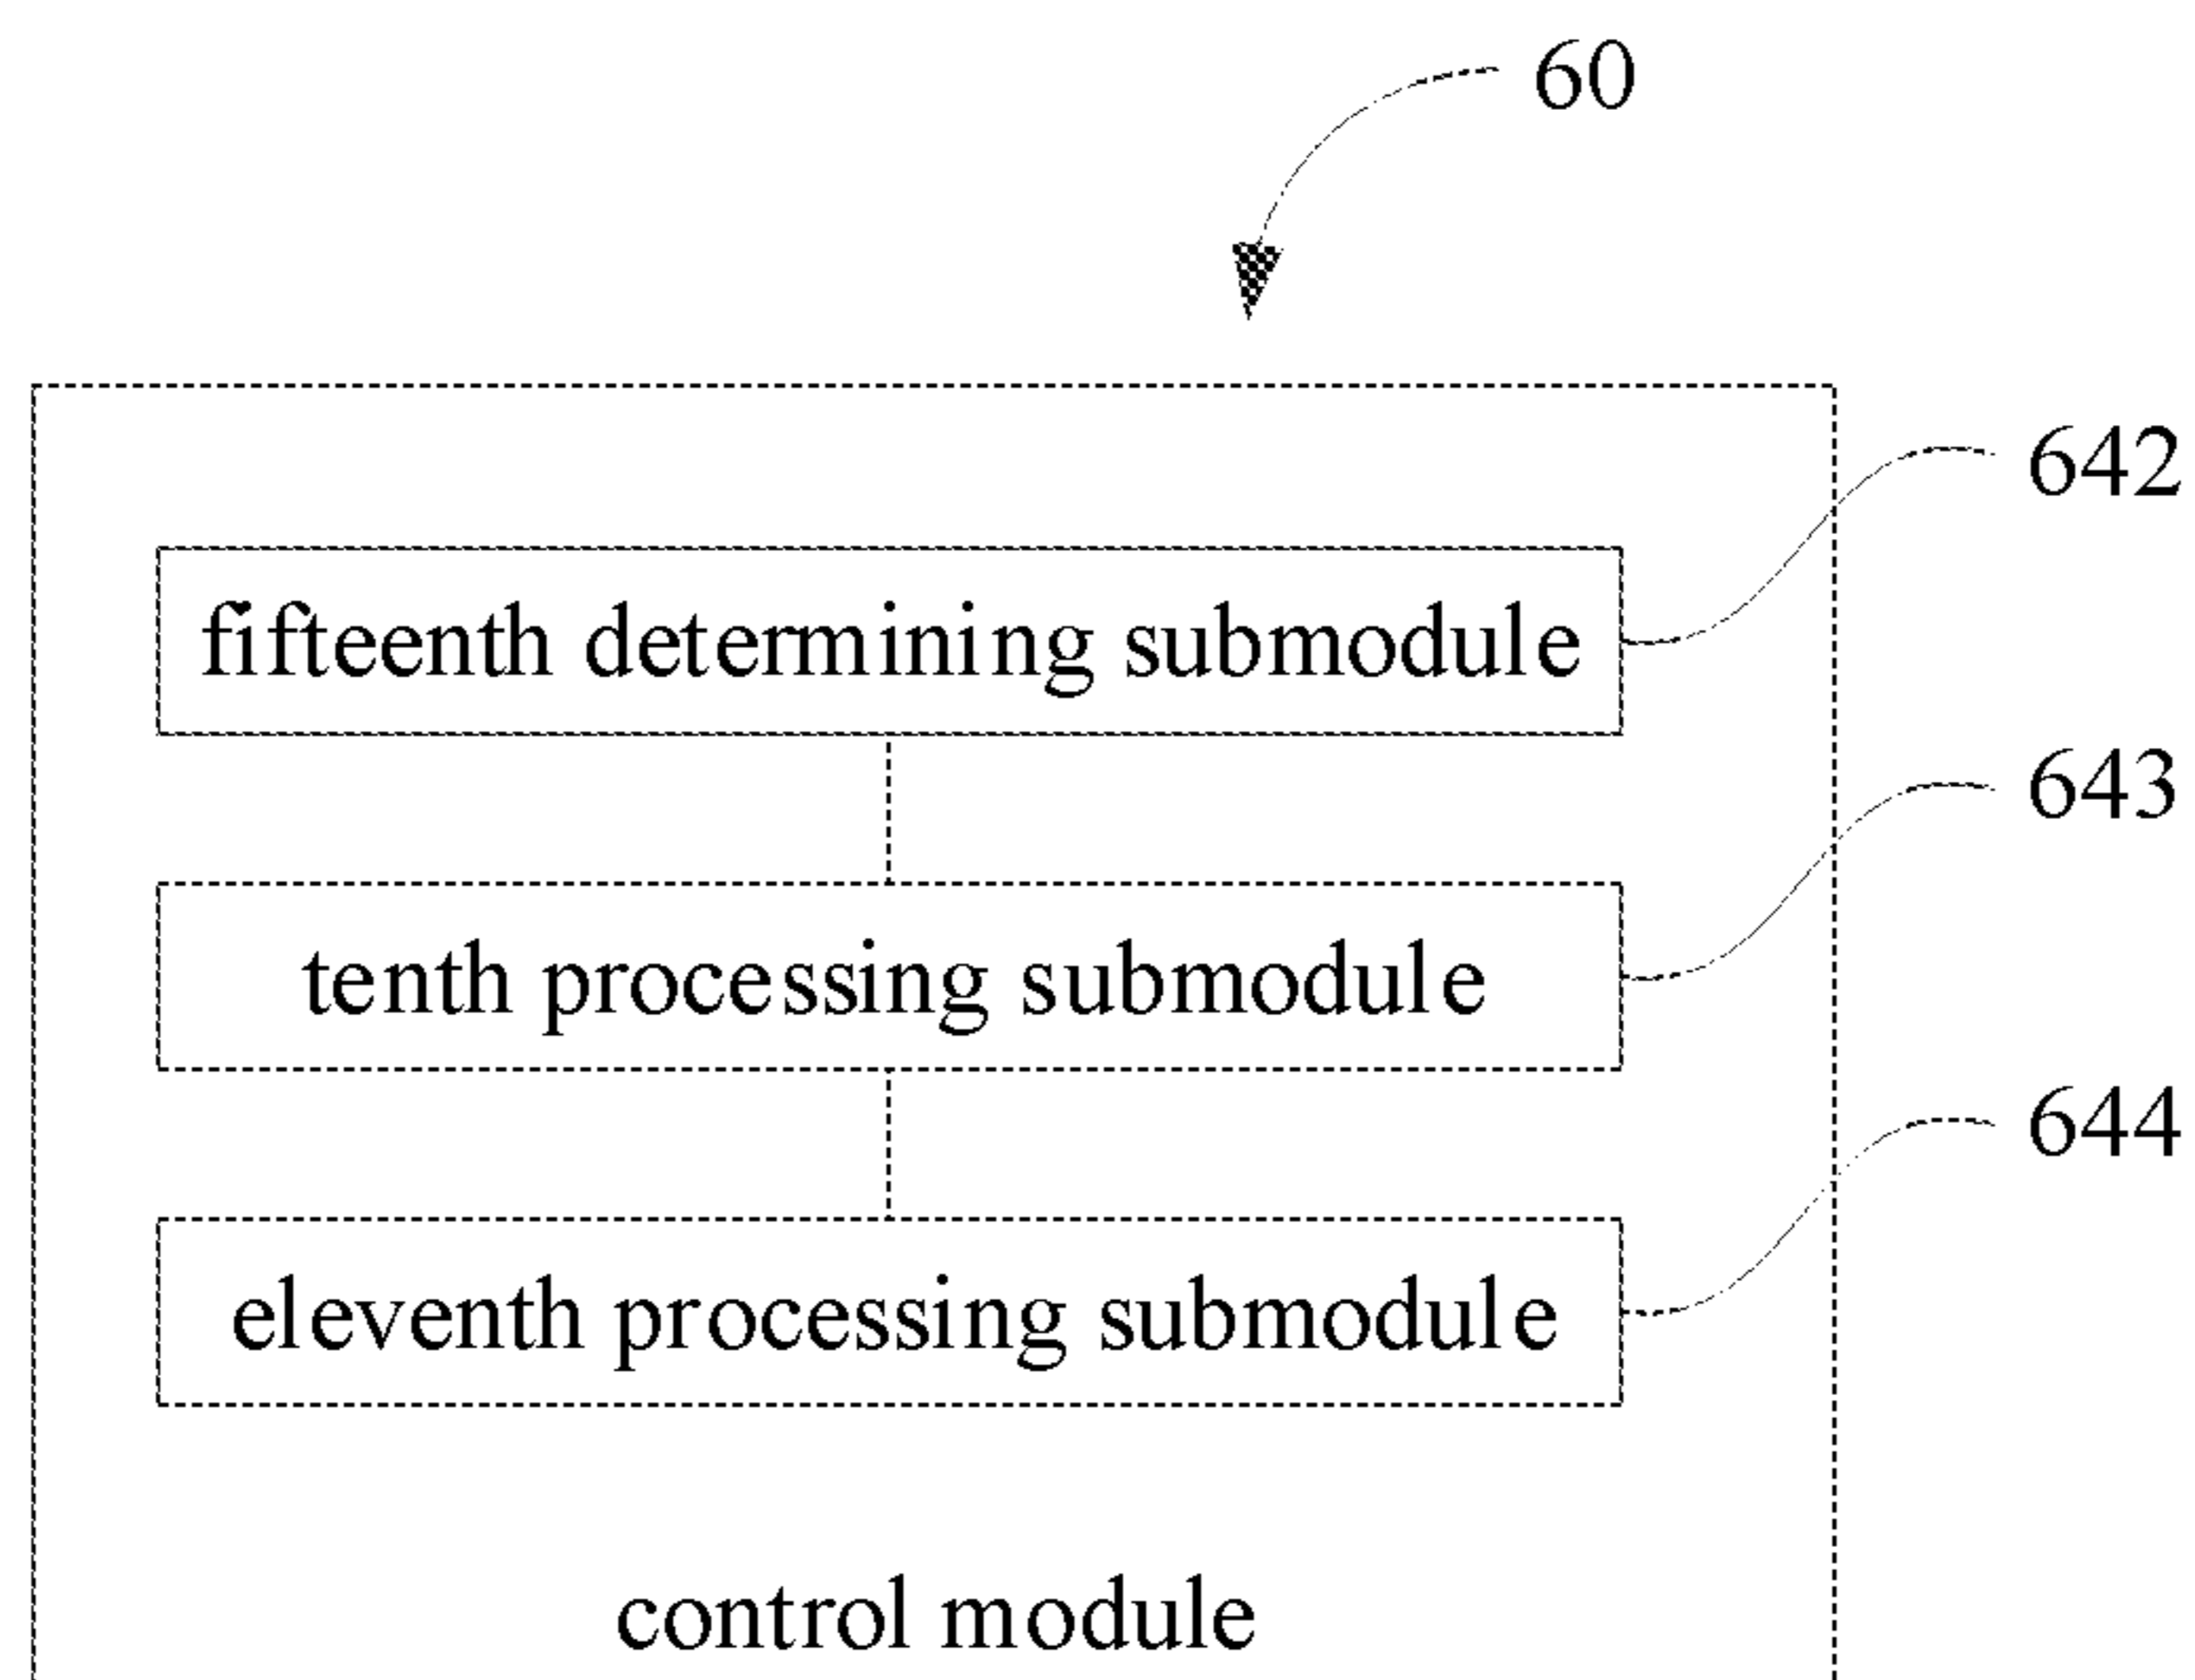 60
642
fifteenth determining submodule
643
tenth processing submodule
644
eleventh processing submodule
control module